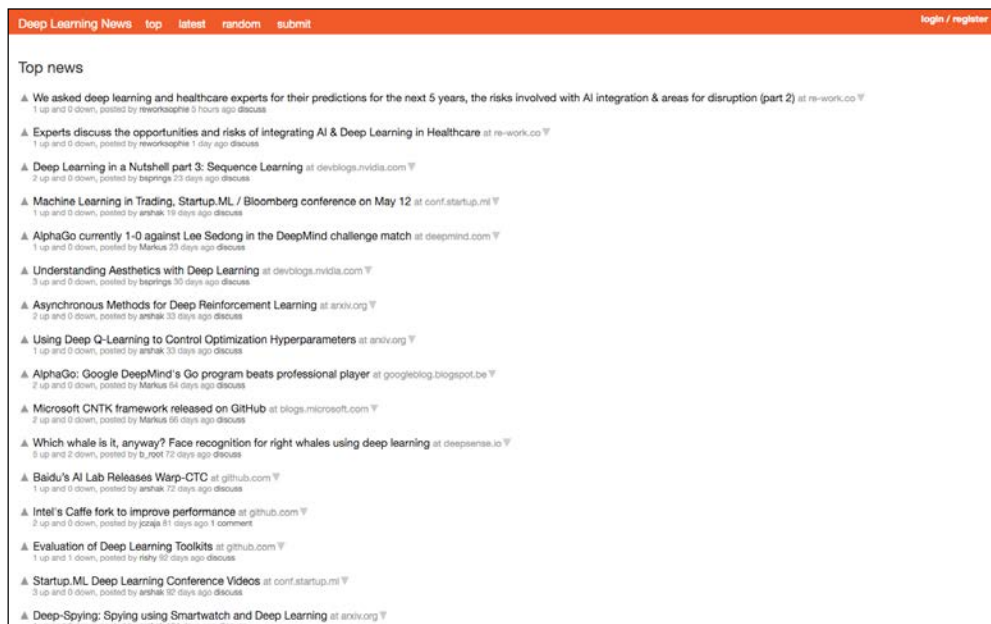 Deep Learning News top latest random submit login / register
Top news
▲ We asked deep learning and healthcare experts for their predictions for the next 5 years, the risks involved with AI integration & areas for disruption (part 2) at re-work.co ▼
1 up and 0 down, posted by reworksophie 5 hours ago discuss
▲ Experts discuss the opportunities and risks of integrating AI & Deep Learning in Healthcare at re-work.co ▼
1 up and 0 down, posted by reworksophie 1 day ago discuss
▲ Deep Learning in a Nutshell part 3: Sequence Learning at devblogs.nvidia.com ▼
2 up and 0 down, posted by bsprings 23 days ago discuss
▲ Machine Learning in Trading, Startup.ML / Bloomberg conference on May 12 at conf.startup.ml ▼
1 up and 0 down, posted by arshak 19 days ago discuss
▲ AlphaGo currently 1-0 against Lee Sedong in the DeepMind challenge match at deepmind.com ▼
1 up and 0 down, posted by Markus 23 days ago discuss
▲ Understanding Aesthetics with Deep Learning at devblogs.nvidia.com ▼
3 up and 0 down, posted by bsprings 30 days ago discuss
▲ Asynchronous Methods for Deep Reinforcement Learning at arxiv.org ▼
2 up and 0 down, posted by arshak 33 days ago discuss
▲ Using Deep Q-Learning to Control Optimization Hyperparameters at arxiv.org ▼
1 up and 0 down, posted by arshak 33 days ago discuss
▲ AlphaGo: Google DeepMind's Go program beats professional player at googleblog.blogspot.be ▼
2 up and 0 down, posted by Markus 64 days ago discuss
▲ Microsoft CNTK framework released on GitHub at blogs.microsoft.com ▼
2 up and 0 down, posted by Markus 66 days ago discuss
▲ Which whale is it, anyway? Face recognition for right whales using deep learning at deepsense.io ▼
5 up and 2 down, posted by b_root 72 days ago discuss
▲ Baidu's AI Lab Releases Warp-CTC at github.com ▼
1 up and 0 down, posted by arshak 72 days ago discuss
▲ Intel's Caffe fork to improve performance at github.com ▼
2 up and 0 down, posted by jczaja 81 days ago 1 comment
▲ Evaluation of Deep Learning Toolkits at github.com ▼
1 up and 1 down, posted by rishy 92 days ago discuss
▲ Startup.ML Deep Learning Conference Videos at conf.startup.ml ▼
3 up and 0 down, posted by arshak 92 days ago discuss
▲ Deep-Spying: Spying using Smartwatch and Deep Learning at arxiv.org ▼